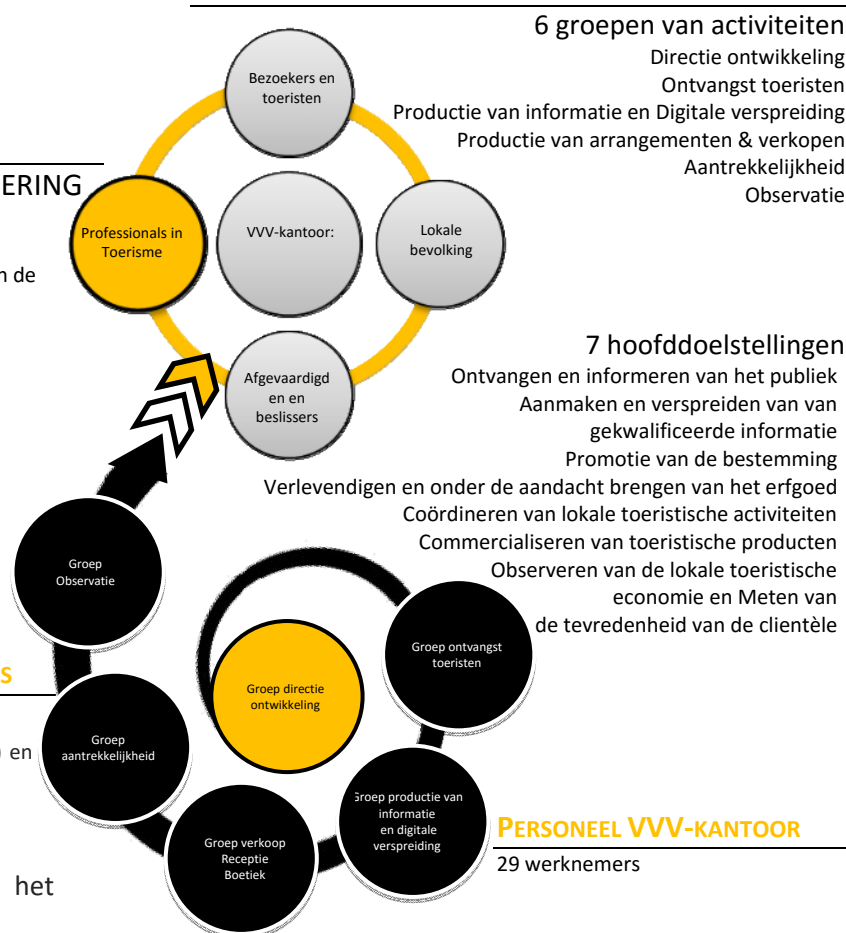 6 groepen van activiteiten
Directie ontwikkeling
Ontvangst toeristen
Productie van informatie en Digitale verspreiding
Productie van arrangementen & verkopen
Aantrekkelijkheid
Observatie
ERING
n de
Bezoekers en
toeristen
Professionals in
Toerisme
VVV-kantoor:
Lokale
bevolking
Afgevaardigd
en en
beslissers
7 hoofddoelstellingen
Ontvangen en informeren van het publiek
Aanmaken en verspreiden van van
gekwalificeerde informatie
Promotie van de bestemming
Verlevendigen en onder de aandacht brengen van het erfgoed
Coördineren van lokale toeristische activiteiten
Commercialiseren van toeristische producten
Observeren van de lokale toeristische
economie en Meten van
de tevredenheid van de clientèle
Groep
Observatie
Groep ontvangst
toeristen
Groep directie
ontwikkeling
S
) en
Groep
aantrekkelijkheid
Groep productie van
informatie
en digitale
verspreiding
Groep verkoop
Receptie
Boetiek
PERSONEEL VVV-KANTOOR
29 werknemers
het